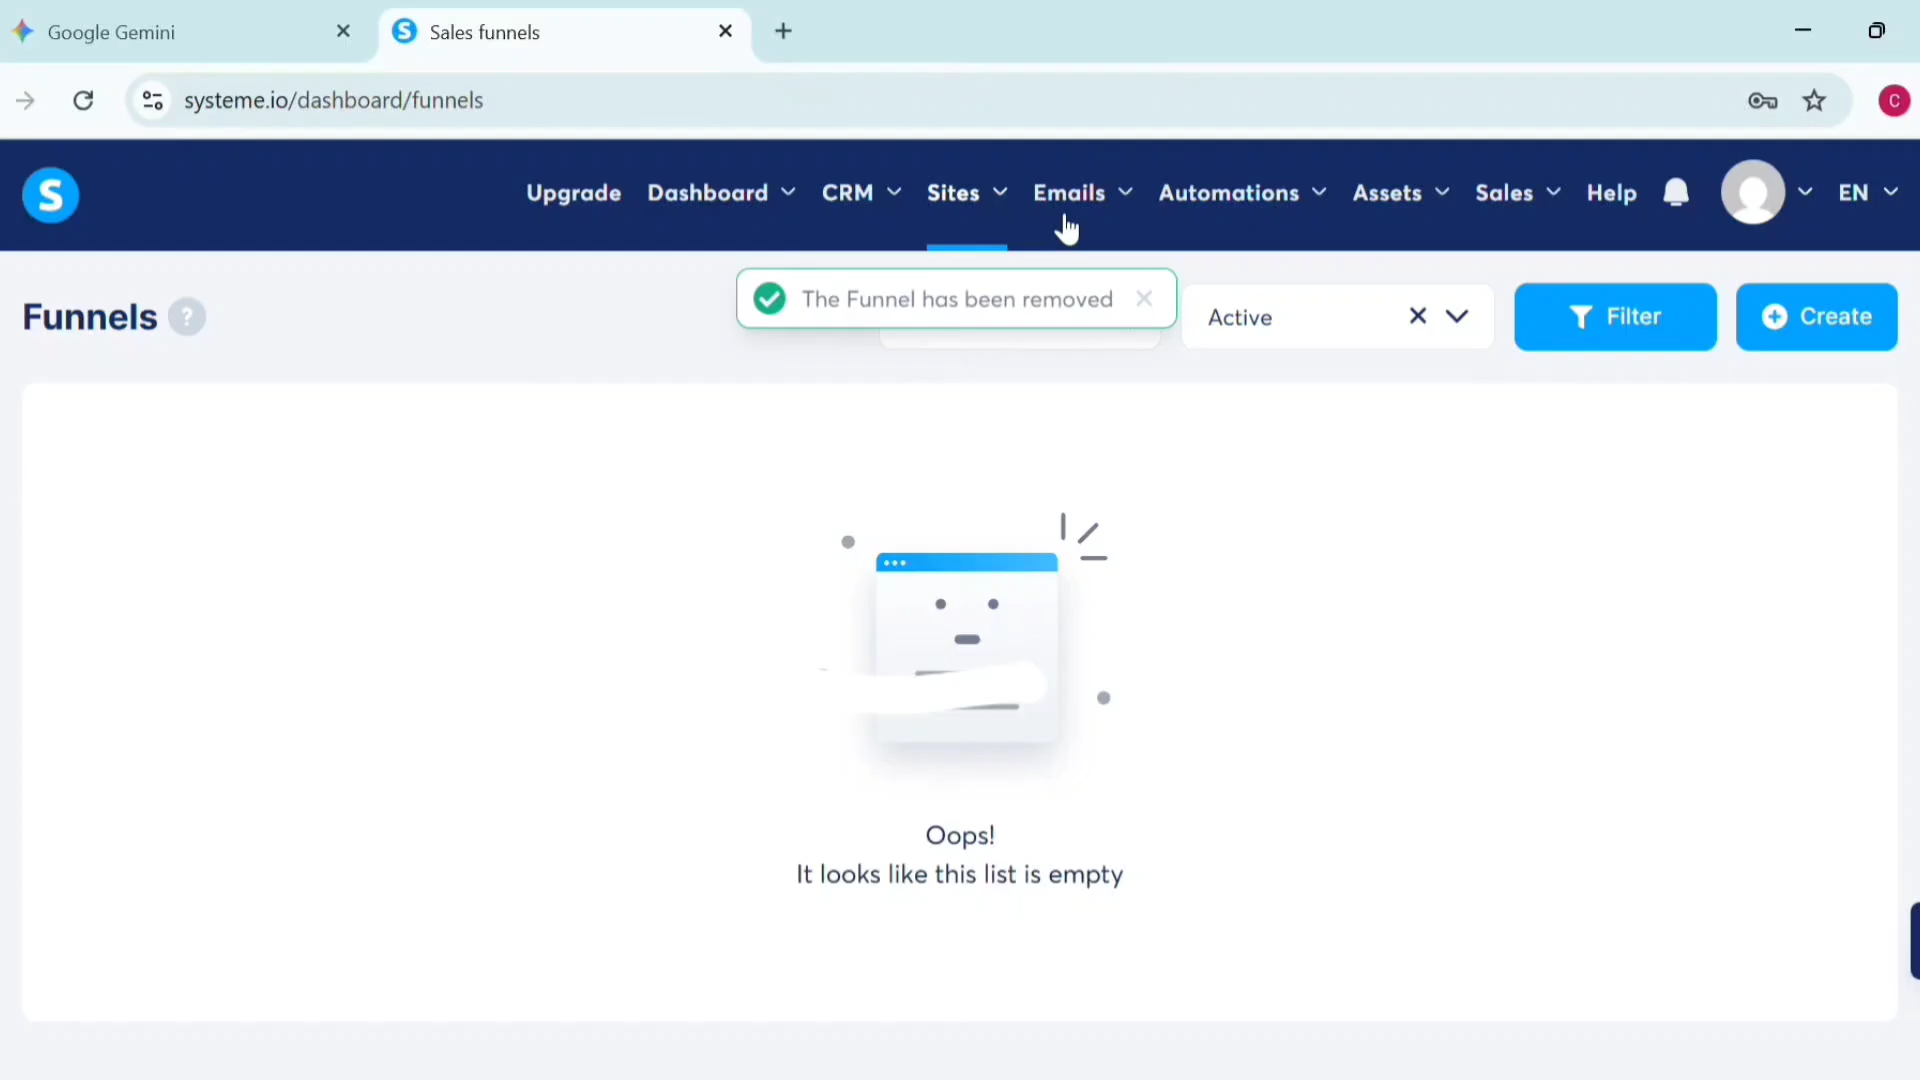 Google Gemini
Sales funnels
systeme.io/dashboard/funnels
C
S
Upgrade Dashboard CRM Sites Emails Automations Assets Sales Help EN
The Funnel has been removed
Funnels ?
Active
Filter
Create
Oops!
It looks like this list is empty